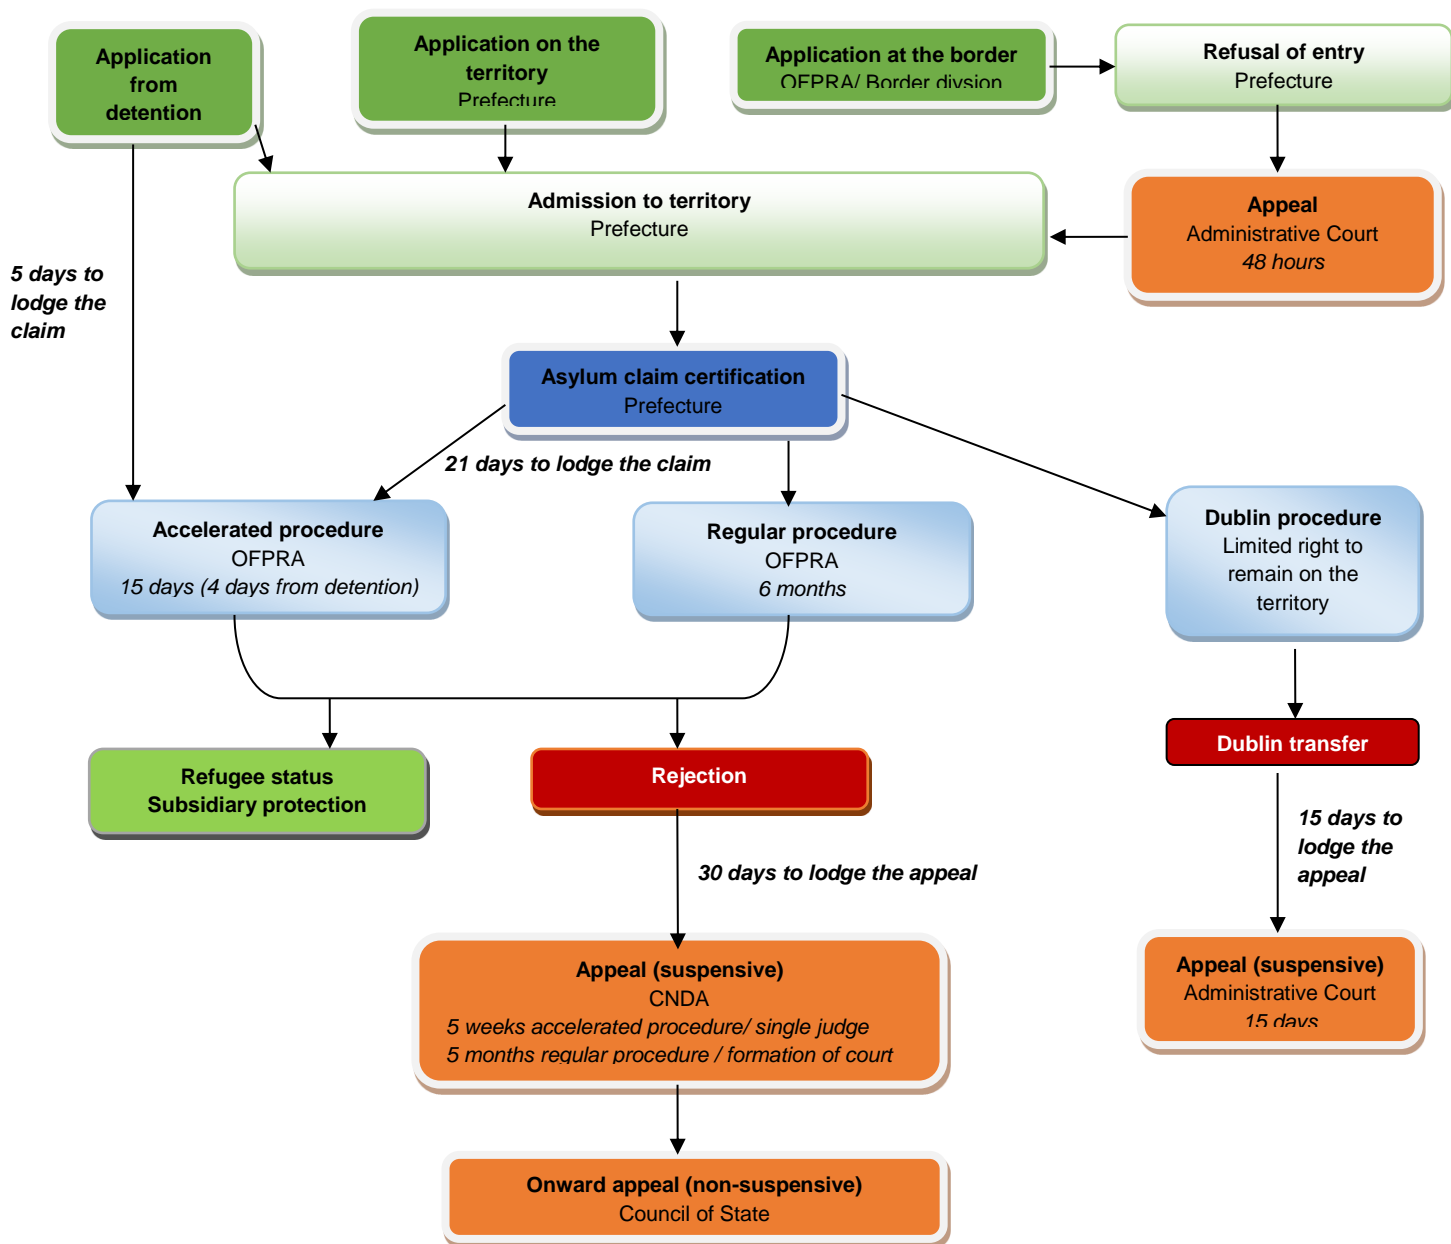 Application
from
detention
Application on the
territory
Prefecture
Application at the border
OFPRA/ Border divsion
Refusal of entry
Prefecture
Admission to territory
Prefecture
Appeal
Administrative Court
48 hours
5 days to
lodge the
claim
Asylum claim certification
Prefecture
21 days to lodge the claim
Accelerated procedure
OFPRA
15 days (4 days from detention)
Regular procedure
OFPRA
6 months
Dublin procedure
Limited right to
remain on the
territory
Refugee status
Subsidiary protection
Rejection
Dublin transfer
30 days to lodge the appeal
15 days to
lodge the
appeal
Appeal (suspensive)
CNDA
5 weeks accelerated procedure/ single judge
5 months regular procedure / formation of court
Appeal (suspensive)
Administrative Court
15 days
Onward appeal (non-suspensive)
Council of State